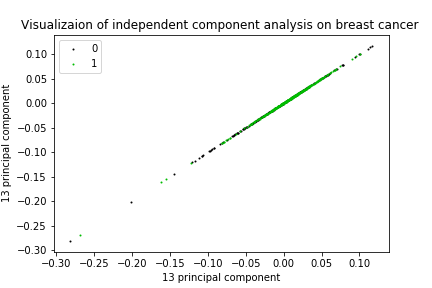 Visualizaion of independent component analysis on breast cancer
0
1
0.10
0.05
0.00
−0.05
−0.10
−0.15
−0.20
−0.25
−0.30
13 principal component
−0.30 −0.25 −0.20 −0.15 −0.10 −0.05 0.00 0.05 0.10
13 principal component